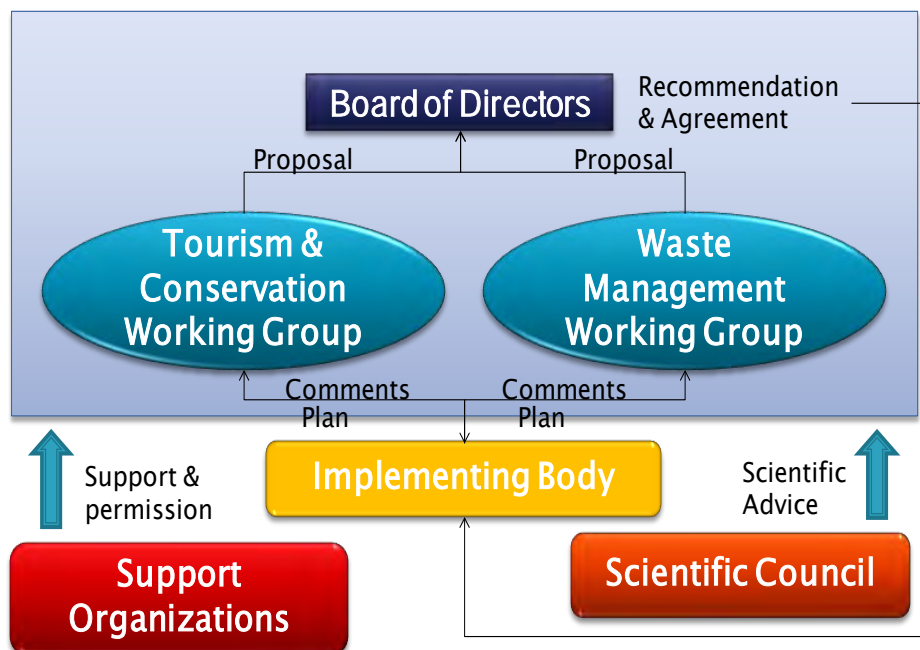 Board of Directors
Recommendation
& Agreement
Proposal
Proposal
Tourism &
Conservation
Working Group
Waste
Management
Working Group
Comments
Plan
Comments
Plan
Implementing Body
Support &
permission
Scientific
Advice
Support
Organizations
Scientific Council